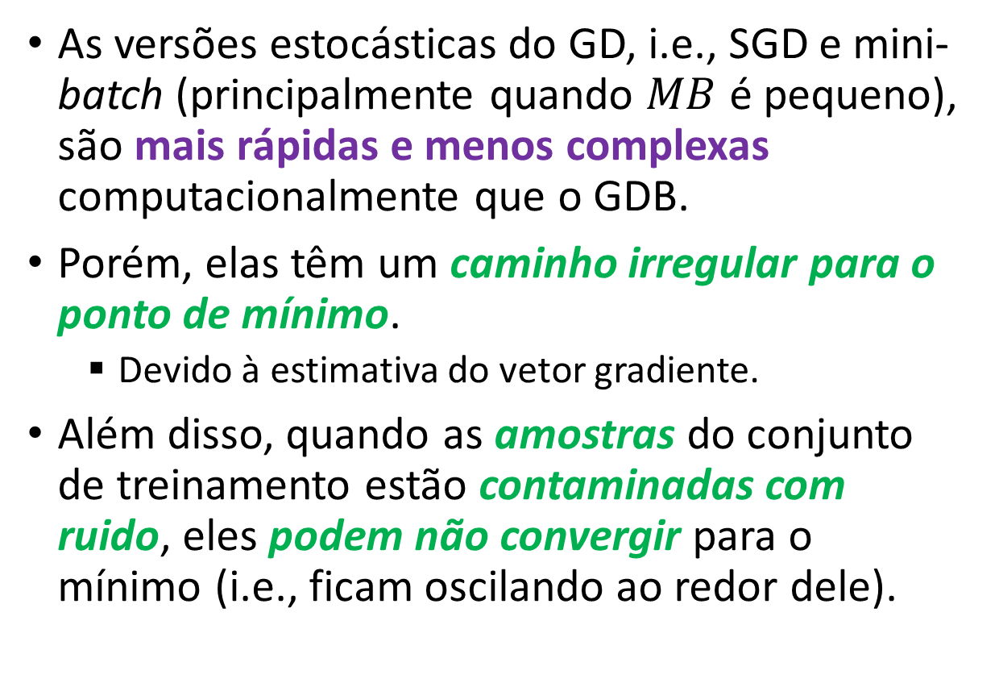 • As versões estocásticas do GD, i.e., SGD e mini-
batch (principalmente quando MB é pequeno),
são mais rápidas e menos complexas
computacionalmente que o GDB.
• Porém, elas têm um caminho irregular para o
ponto de mínimo.
▪ Devido à estimativa do vetor gradiente.
• Além disso, quando as amostras do conjunto
de treinamento estão contaminadas com
ruido, eles podem não convergir para o
mínimo (i.e., ficam oscilando ao redor dele).